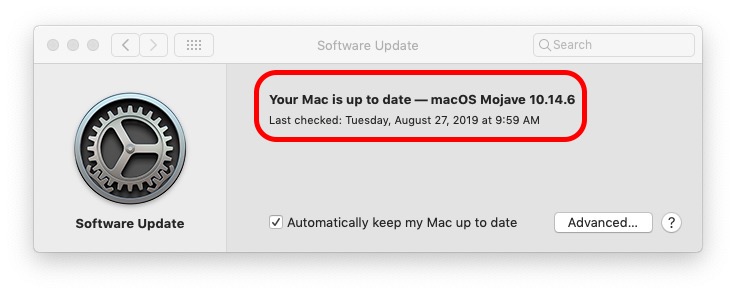 Software Update
Search
Your Mac is up to date — macOS Mojave 10.14.6
Last checked: Tuesday, August 27, 2019 at 9:59 AM
Software Update
Automatically keep my Mac up to date
Advanced...
?